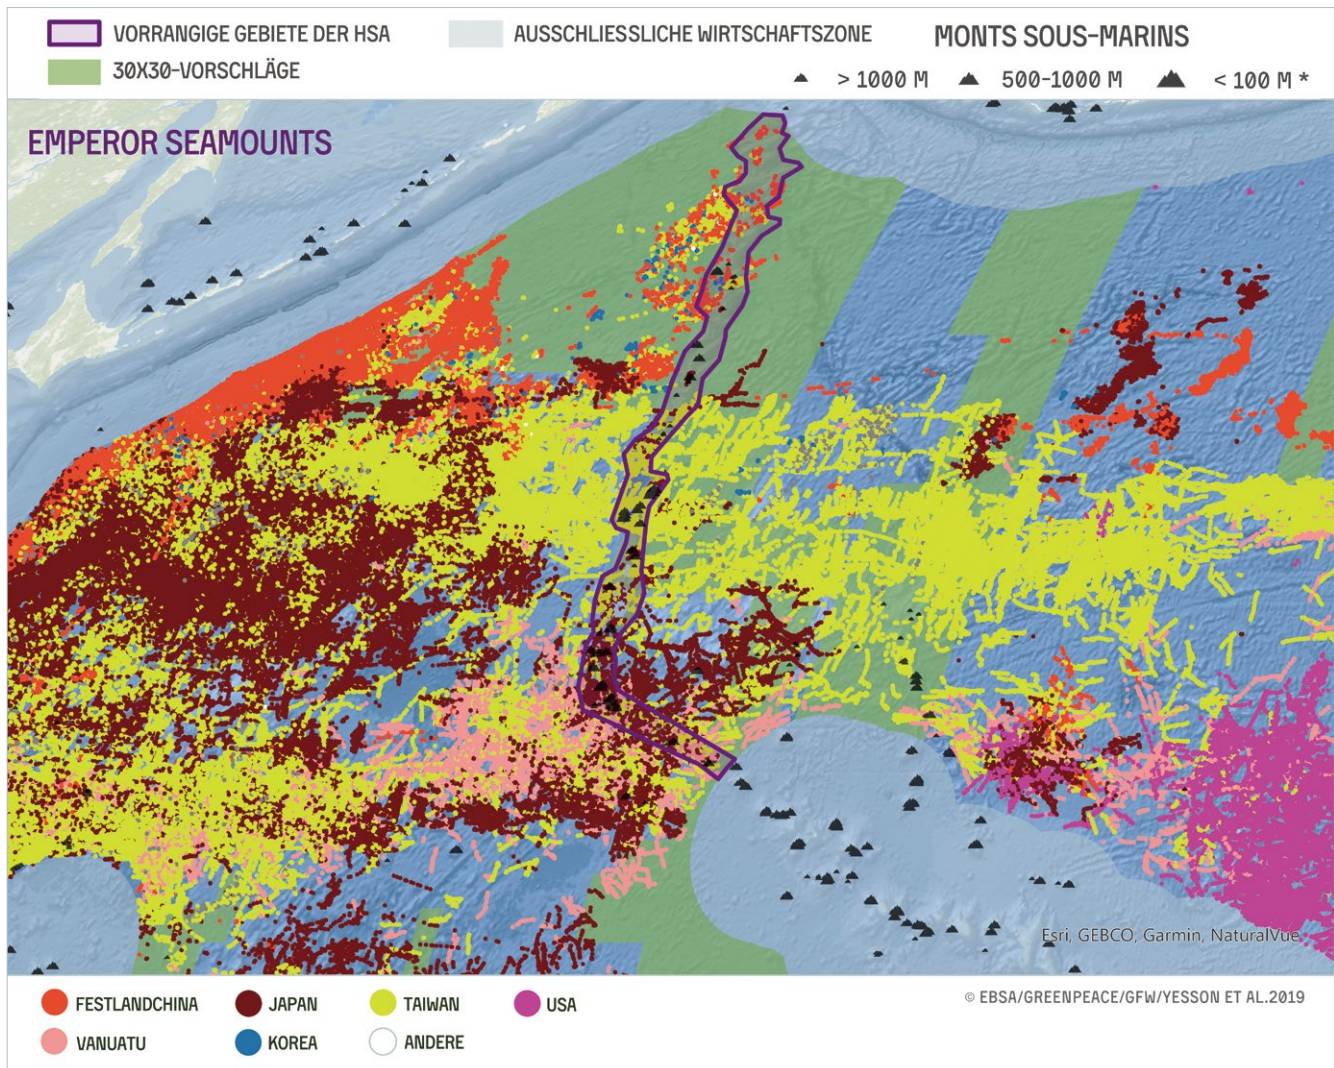 VORRANGIGE GEBIETE DER HSA
AUSSCHLIESSLICHE WIRTSCHAFTSZONE
MONTS SOUS-MARINS
30X30-VORSCHLÄGE
> 1000 M
500-1000 M
< 100 M *
EMPEROR SEAMOUNTS
Esri, GEBCO, Garmin, NaturalVue
FESTLANDCHINA
JAPAN
TAIWAN
USA
© EBSA/GREENPEACE/GFW/YESSON ET AL.2019
VANUATU
KOREA
ANDERE